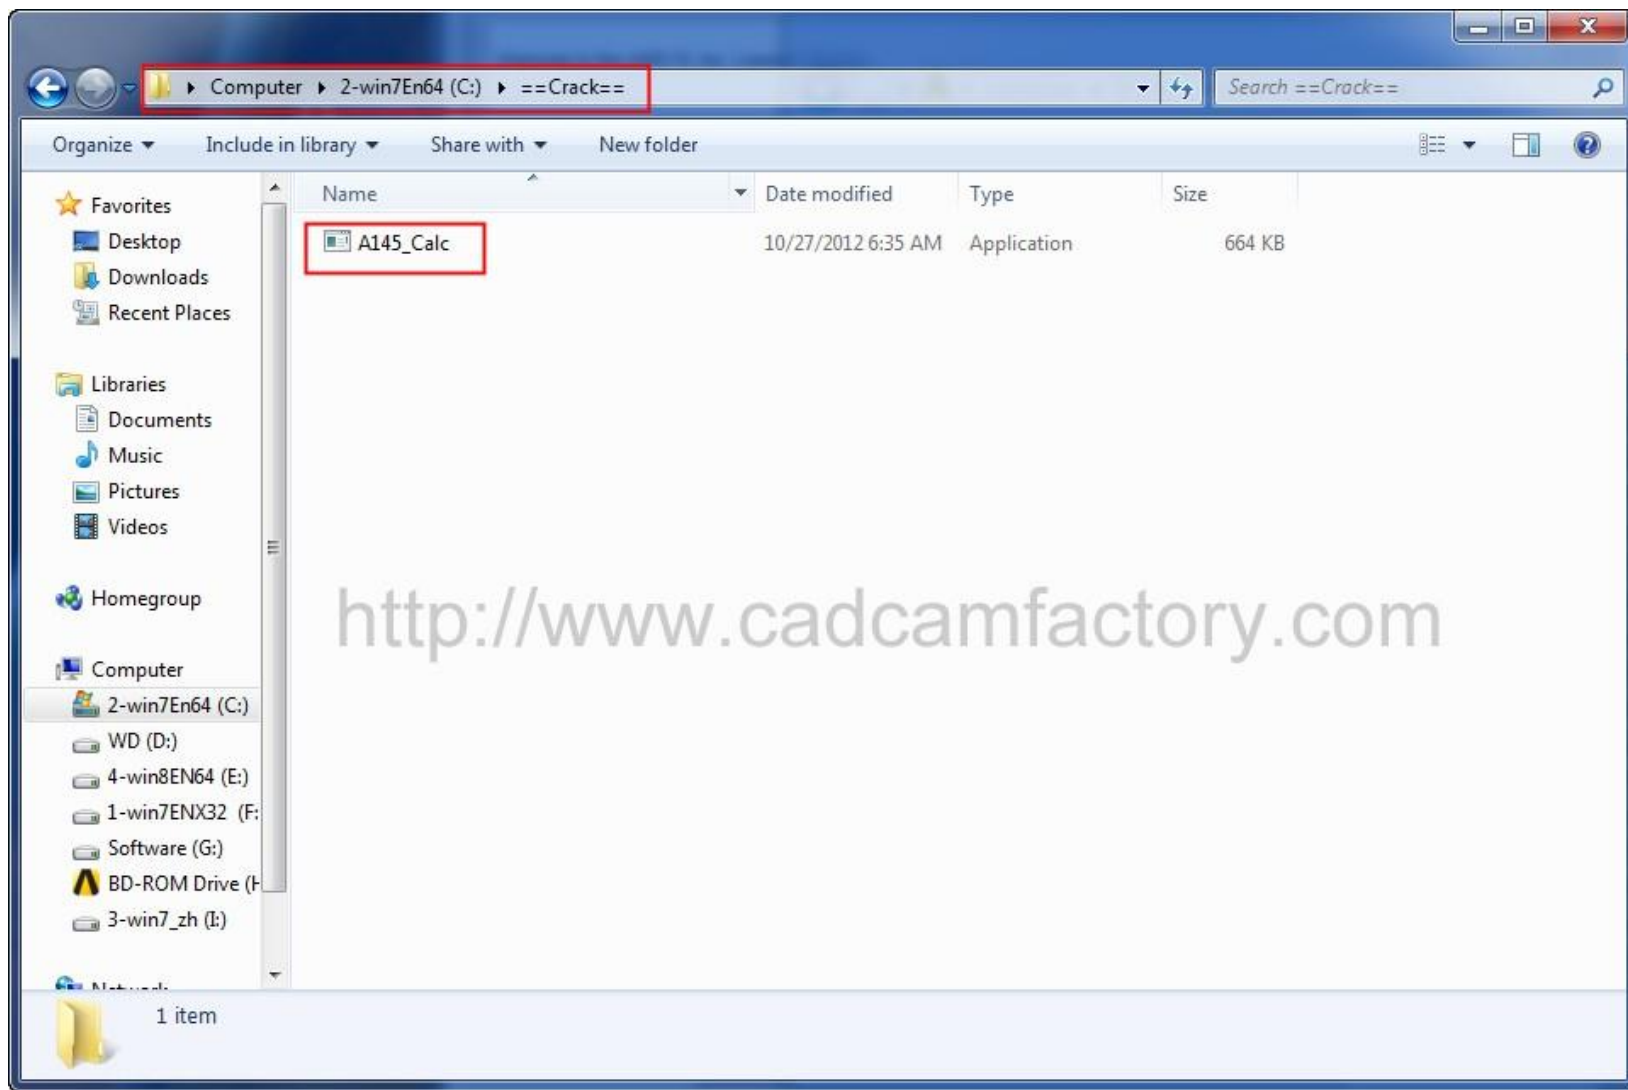 Computer ▸ 2-win7En64 (C:) ▸ ==Crack==
Search ==Crack==
Organize Include in library Share with New folder
Name Date modified Type Size
A145_Calc 10/27/2012 6:35 AM Application 664 KB
Favorites
Desktop
Downloads
Recent Places
Libraries
Documents
Music
Pictures
Videos
Homegroup
http://www.cadcamfactory.com
Computer
2-win7En64 (C:)
WD (D:)
4-win8EN64 (E:)
1-win7ENX32 (F:
Software (G:)
BD-ROM Drive (H
3-win7_zh (I:)
1 item